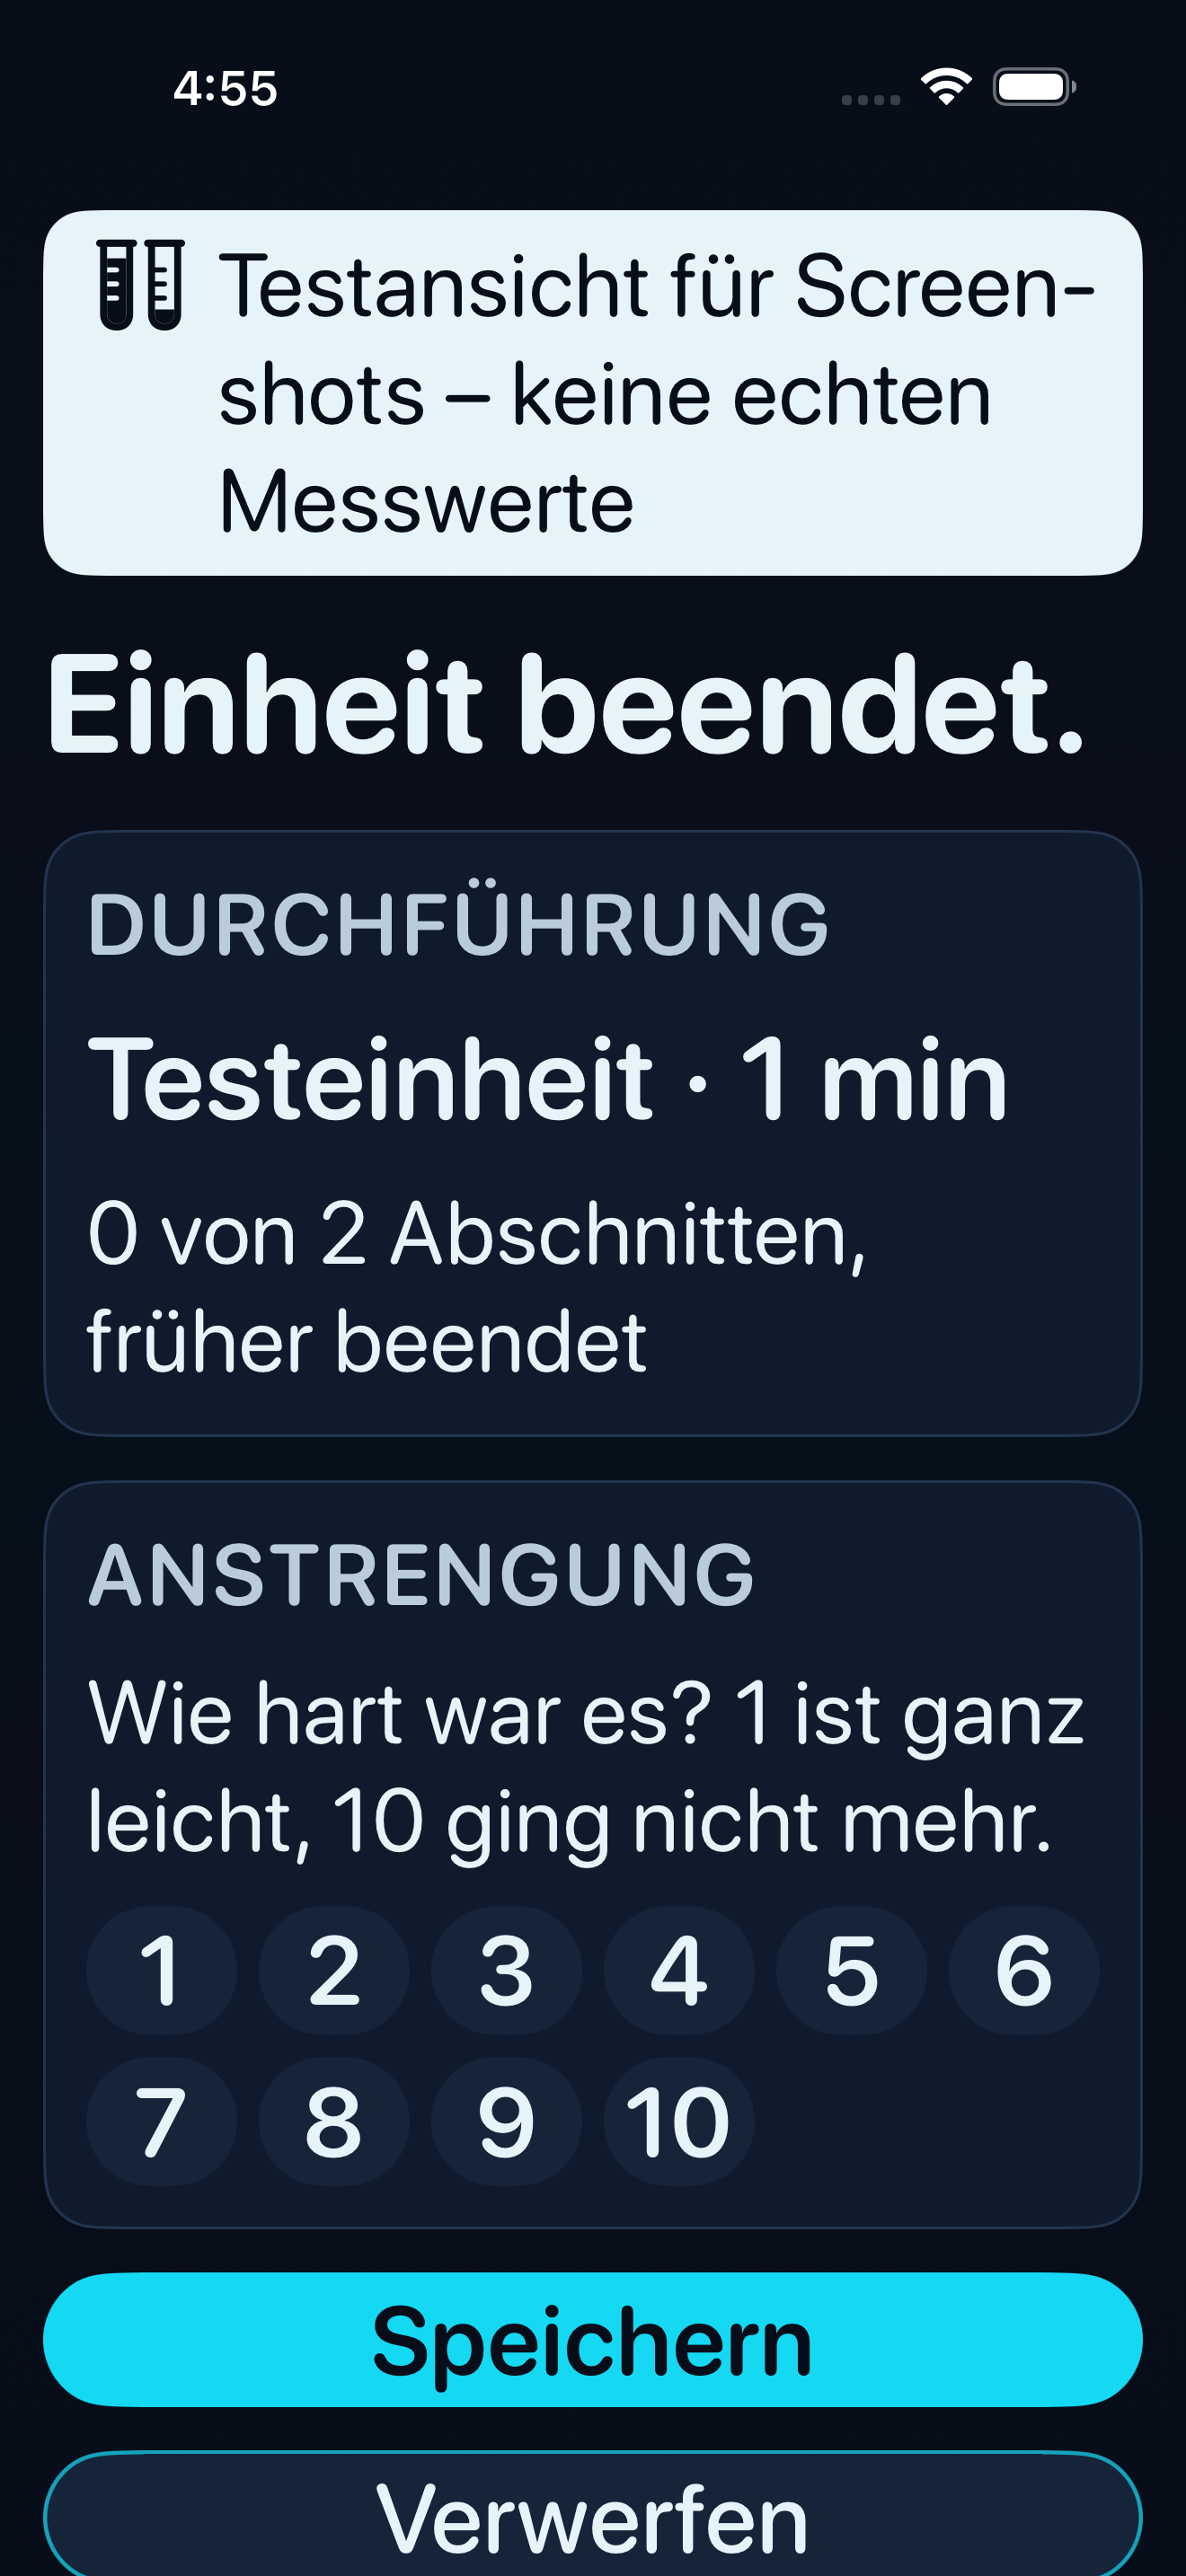 4:55
Testansicht für Screen-
shots – keine echten
Messwerte
Einheit beendet.
DURCHFÜHRUNG
Testeinheit · 1 min
0 von 2 Abschnitten,
früher beendet
ANSTRENGUNG
Wie hart war es? 1 ist ganz
leicht, 10 ging nicht mehr.
1 2 3 4 5 6
7 8 9 10
Speichern
Verwerfen